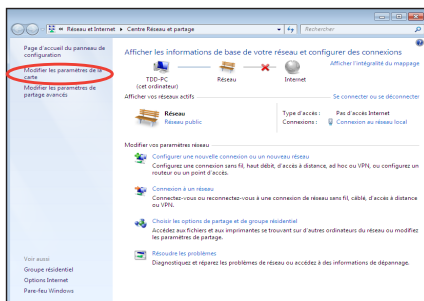 « Réseau et Internet ▸ Centre Réseau et partage
Rechercher
Page d'accueil du panneau de
configuration
Modifier les paramètres de la
carte
Modifier les paramètres de
partage avancés
Voir aussi
Groupe résidentiel
Options Internet
Pare-feu Windows
Afficher les informations de base de votre réseau et configurer des connexions
Afficher l'intégralité du mappage
TDD-PC
(cet ordinateur)
Réseau
Internet
Afficher vos réseaux actifs
Se connecter ou se déconnecter
Réseau
Réseau public
Type d'accès : Pas d'accès Internet
Connexions : Connexion au réseau local
Modifier vos paramètres réseau
Configurer une nouvelle connexion ou un nouveau réseau
Configurez une connexion sans fil, haut débit, d'accès à distance, ad hoc ou VPN, ou configurez un
routeur ou un point d'accès.
Connexion à un réseau
Connectez-vous ou reconnectez-vous à une connexion de réseau sans fil, câblé, d'accès à distance
ou VPN.
Choisir les options de partage et de groupe résidentiel
Accédez aux fichiers et aux imprimantes se trouvant sur d'autres ordinateurs du réseau ou modifiez
les paramètres de partage.
Résoudre les problèmes
Diagnostiquez et réparez les problèmes de réseau ou accédez à des informations de dépannage.